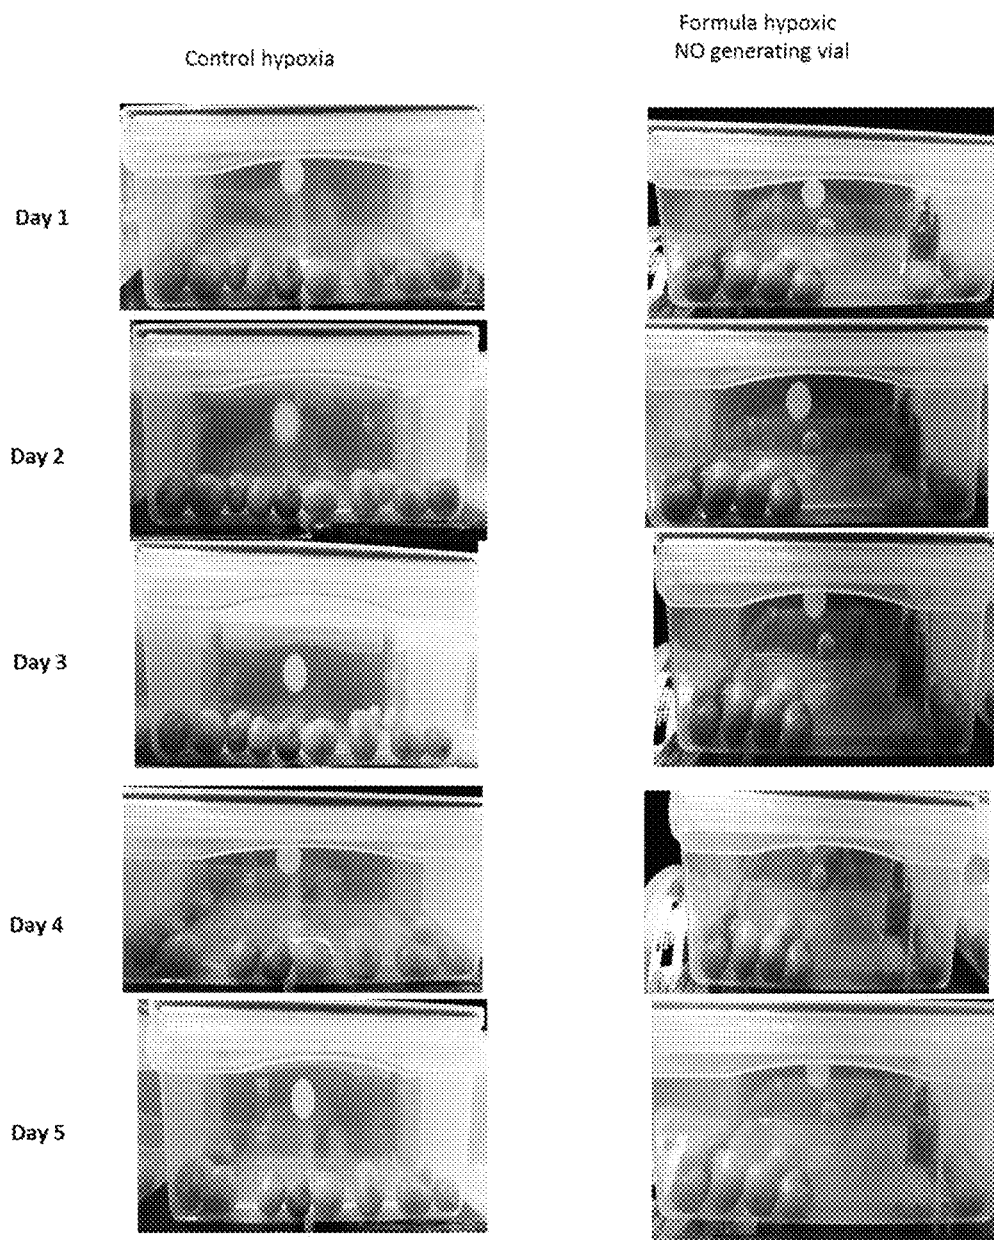 Control hypoxia
Formula hypoxic
NO generating vial
Day 1
Day 2
Day 3
Day 4
Day 5